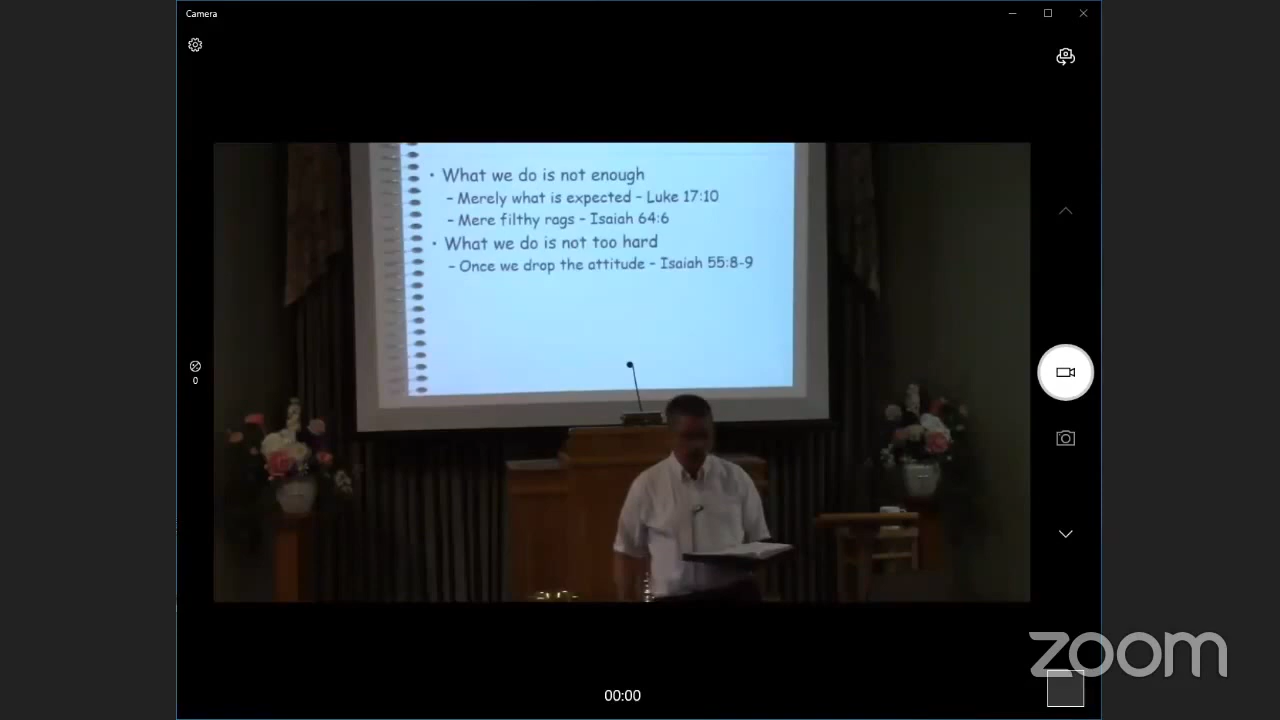 Camera
• What we do is not enough
– Merely what is expected – Luke 17:10
– Mere filthy rags – Isaiah 64:6
• What we do is not too hard
– Once we drop the attitude – Isaiah 55:8-9
0
00:00
zoom